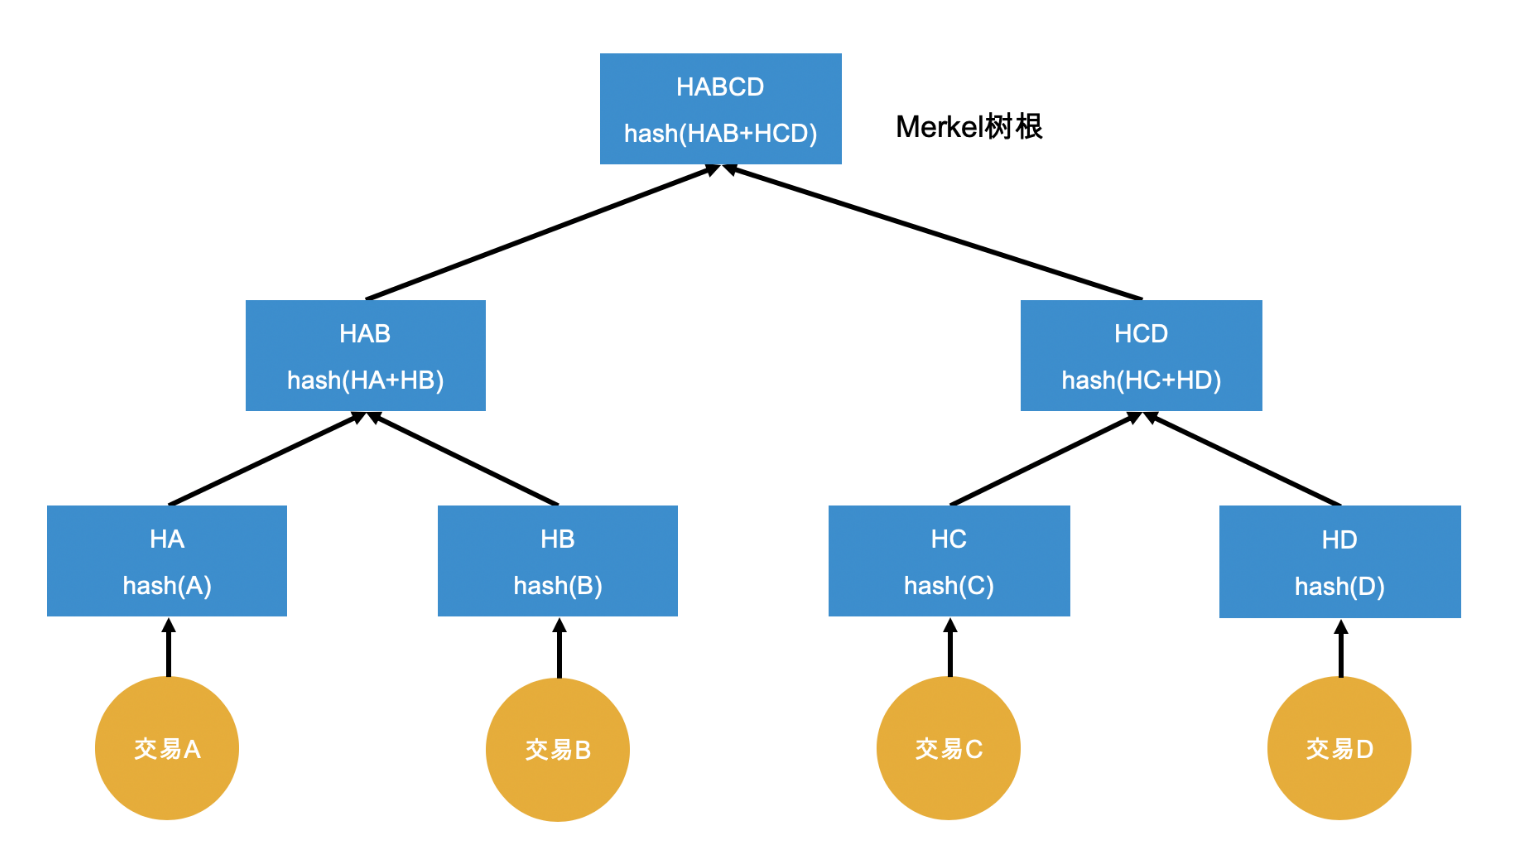 HABCD
hash(HAB+HCD)
Merkel树根
HAB
hash(HA+HB)
HCD
hash(HC+HD)
HA
hash(A)
HB
hash(B)
HC
hash(C)
HD
hash(D)
交易A
交易B
交易C
交易D